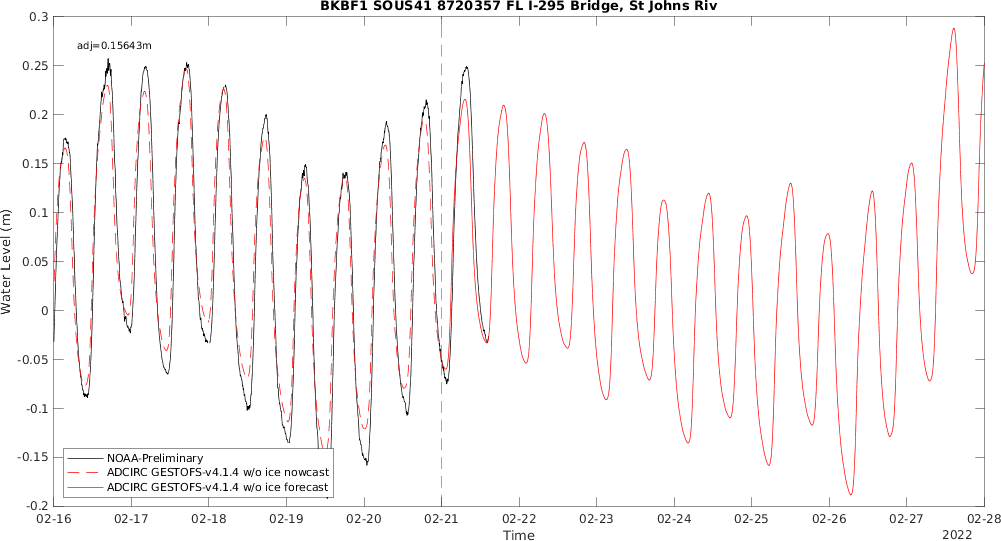 BKBF1 SOUS41 8720357 FL I-295 Bridge, St Johns Riv
adj=0.15643m
0.3
0.25
0.2
0.15
0.1
0.05
0
-0.05
-0.1
-0.15
-0.2
Water Level (m)
NOAA-Preliminary
ADCIRC GESTOFS-v4.1.4 w/o ice nowcast
ADCIRC GESTOFS-v4.1.4 w/o ice forecast
02-16 02-17 02-18 02-19 02-20 02-21 02-22 02-23 02-24 02-25 02-26 02-27 02-28
Time
2022